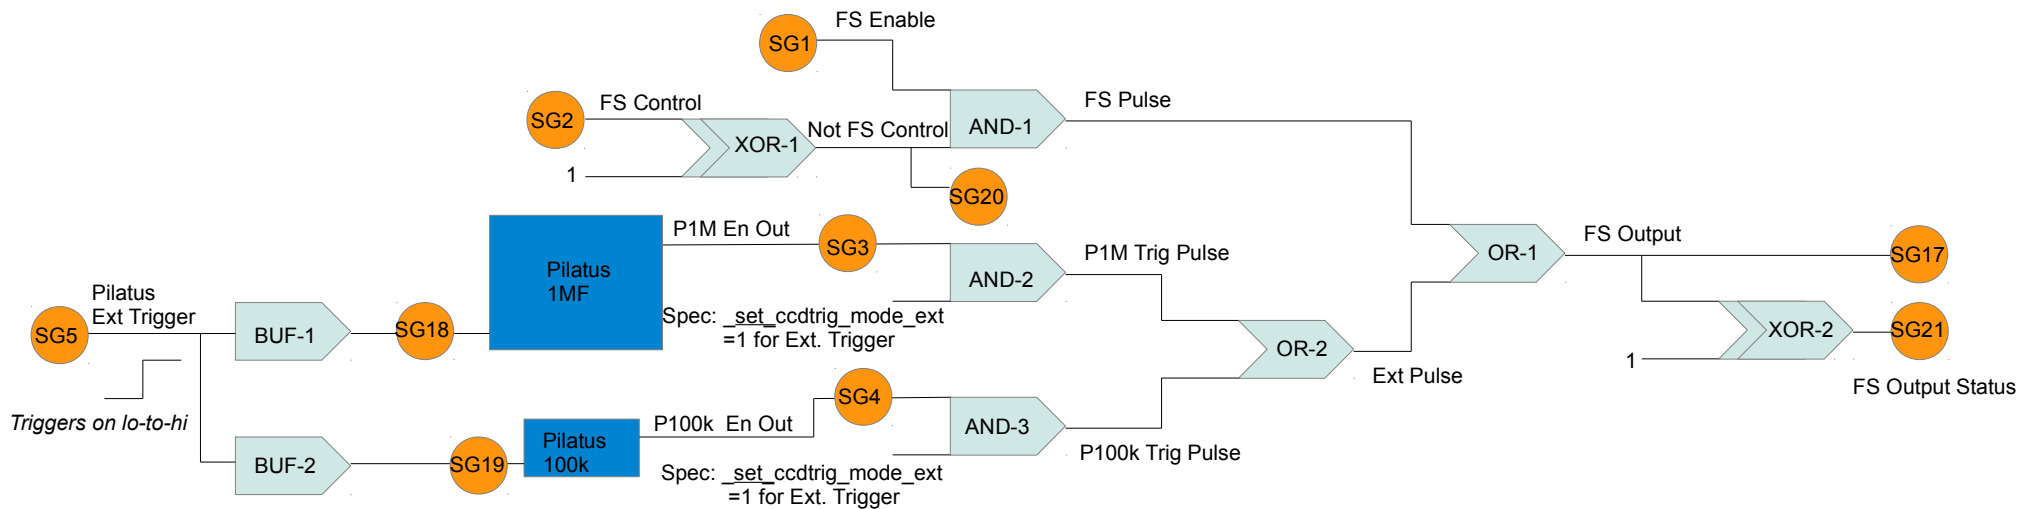 FS Enable
SG1
FS Control
SG2
XOR-1
1
Not FS Control
AND-1
FS Pulse
SG20
Pilatus
Ext Trigger
SG5
Triggers on lo-to-hi
BUF-1
SG18
Pilatus
1MF
P1M En Out
SG3
Spec: _set_ccdtrig_mode_ext
=1 for Ext. Trigger
AND-2
P1M Trig Pulse
BUF-2
SG19
Pilatus
100k
P100k  En Out
SG4
Spec: _set_ccdtrig_mode_ext
=1 for Ext. Trigger
AND-3
P100k Trig Pulse
OR-2
Ext Pulse
OR-1
FS Output
SG17
XOR-2
1
SG21
FS Output Status